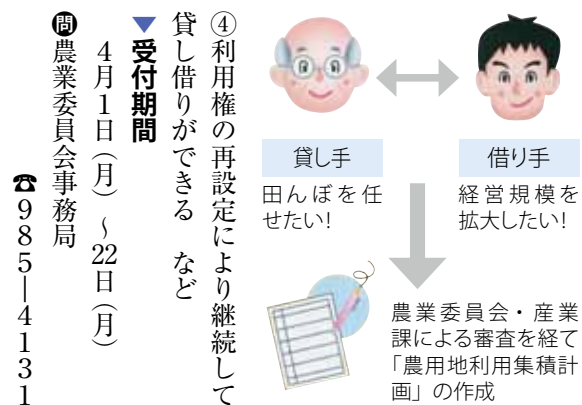 借り手
経営規模を
拡大したい!
貸し手
田んぼを任
せたい!
農業委員会・産業
課による審査を経て
「農用地利用集積計
画」の作成
④利用権の再設定により継続して
貸し借りができる など
▼受付期間
4月1日(月)~22日(月)
問農業委員会事務局
☎985―4131